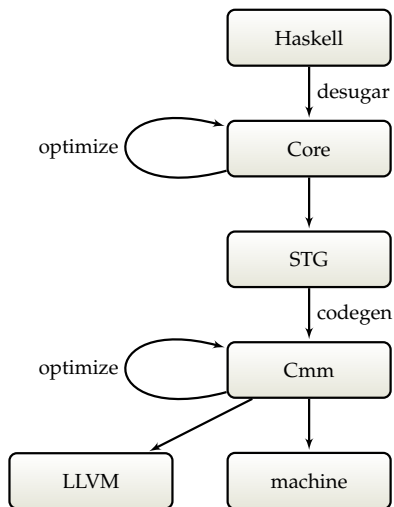 Haskell
desugar
optimize
Core
STG
codegen
optimize
Cmm
LLVM
machine